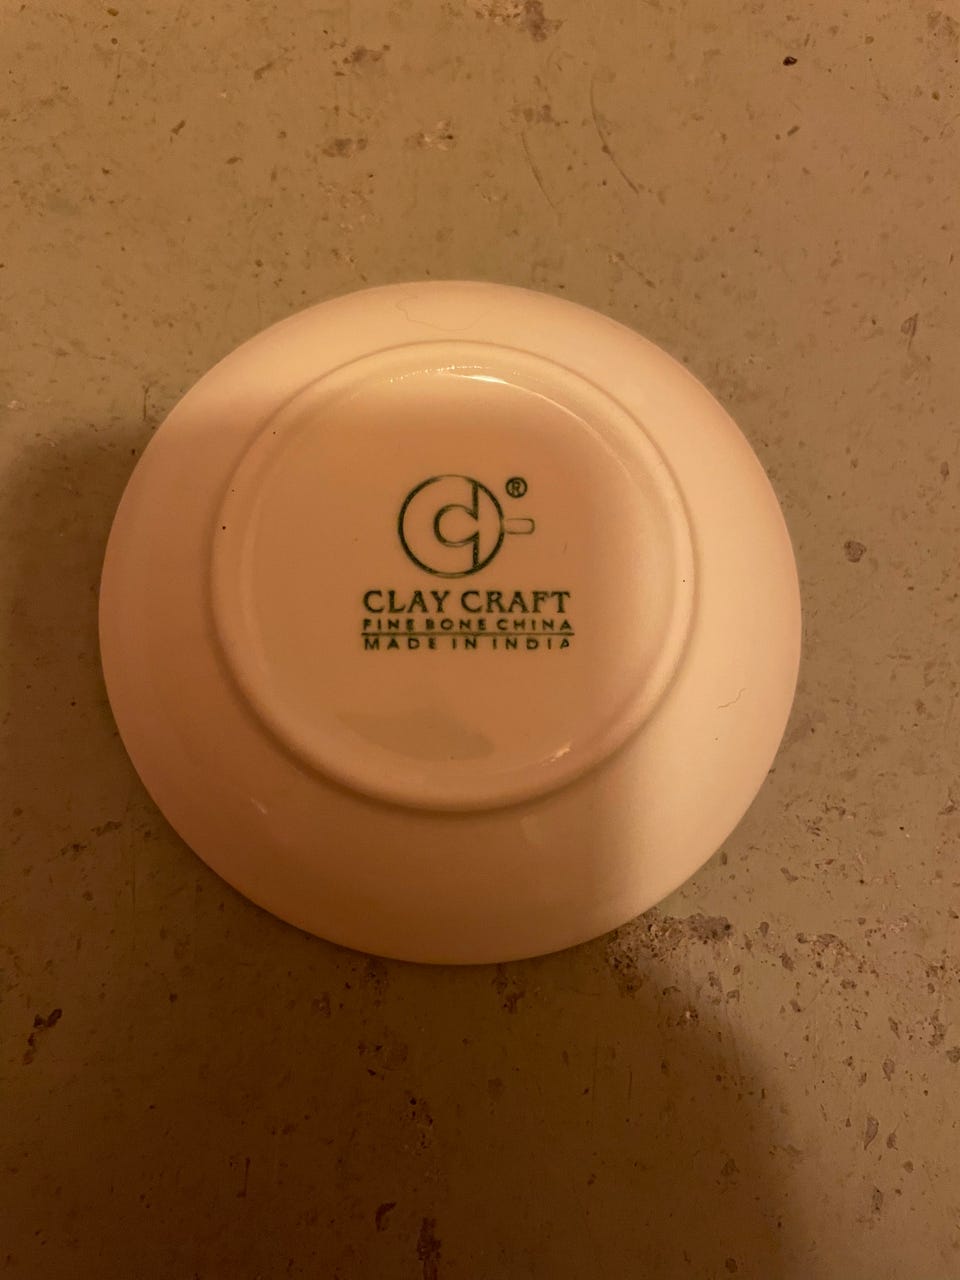 ®
CLAY CRAFT
FINE BONE CHINA
MADE IN INDIA